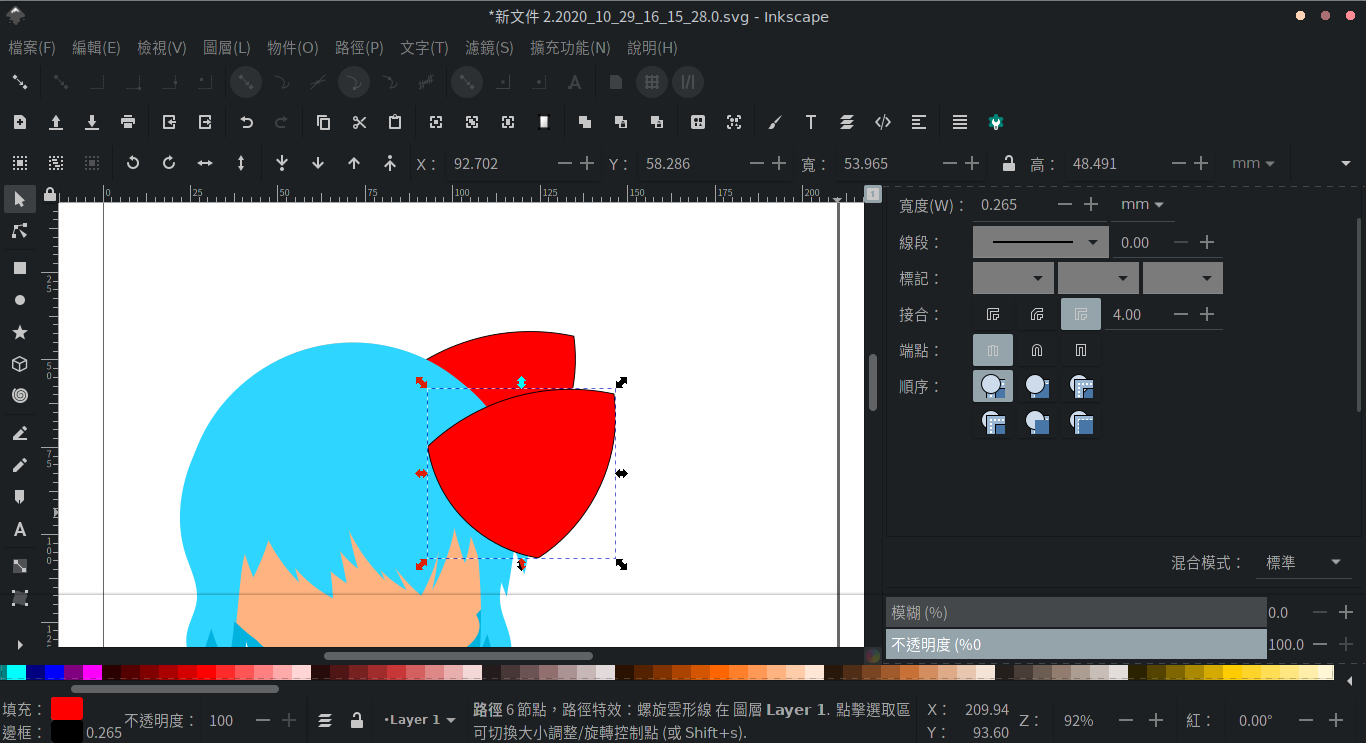 *新文件 2.2020_10_29_16_15_28.0.svg - Inkscape
檔案(F) 編輯(E) 檢視(V) 圖層(L) 物件(O) 路徑(P) 文字(T) 濾鏡(S) 擴充功能(N) 說明(H)
X： 92.702 Y： 58.286 寬： 53.965 高： 48.491 mm
0 25 50 75 100 125 150 175 200
1
寬度(W)： 0.265 mm
線段： 0.00
標記：
接合： 4.00
端點：
順序：
25
50
75
100
12
混合模式： 標準
模糊 (%) 0.0
不透明度 (%0 100.0
填充： 不透明度： 100 •Layer 1
邊框： 0.265
路徑 6 節點，路徑特效：螺旋雲形線 在 圖層 Layer 1. 點擊選取區
可切換大小調整/旋轉控制點 (或 Shift+s).
X： 209.94 Z： 92% 紅： 0.00°
Y： 93.60